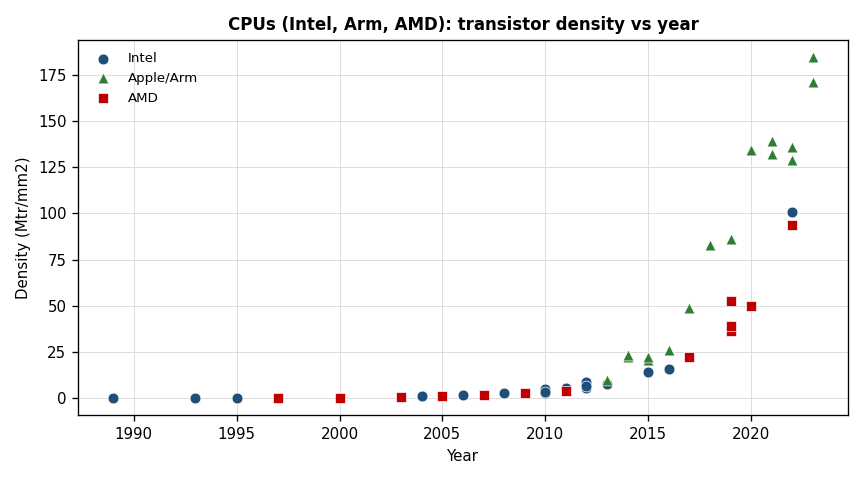 CPUs (Intel, Arm, AMD): transistor density vs year
Intel
Apple/Arm
AMD
Density (Mtr/mm2)
175
150
125
100
75
50
25
0
1990 1995 2000 2005 2010 2015 2020
Year